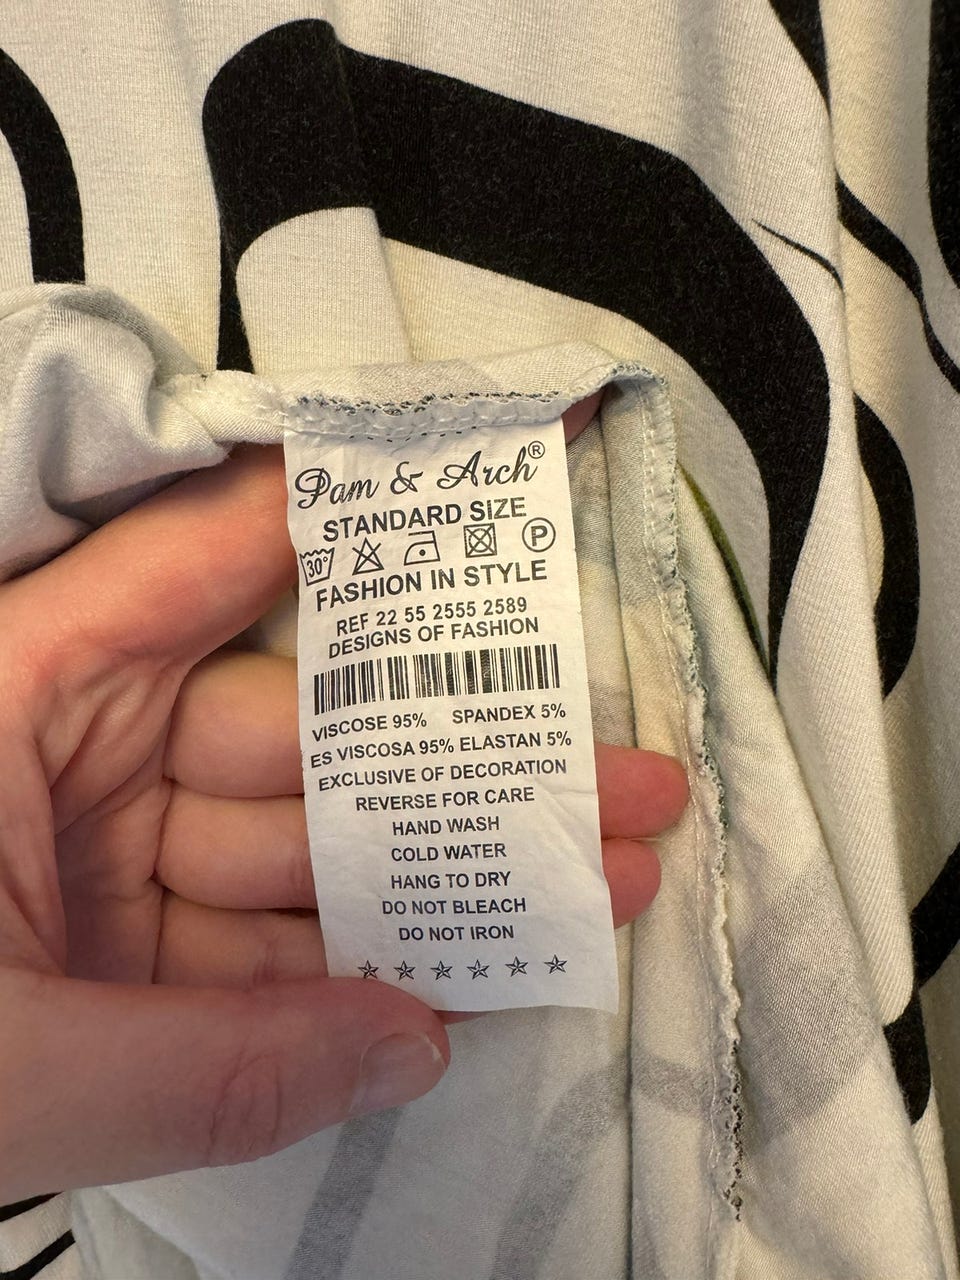 Pam & Arch®
STANDARD SIZE
30° P
FASHION IN STYLE
REF 22 55 2555 2589
DESIGNS OF FASHION
VISCOSE 95% SPANDEX 5%
ES VISCOSA 95% ELASTAN 5%
EXCLUSIVE OF DECORATION
REVERSE FOR CARE
HAND WASH
COLD WATER
HANG TO DRY
DO NOT BLEACH
DO NOT IRON